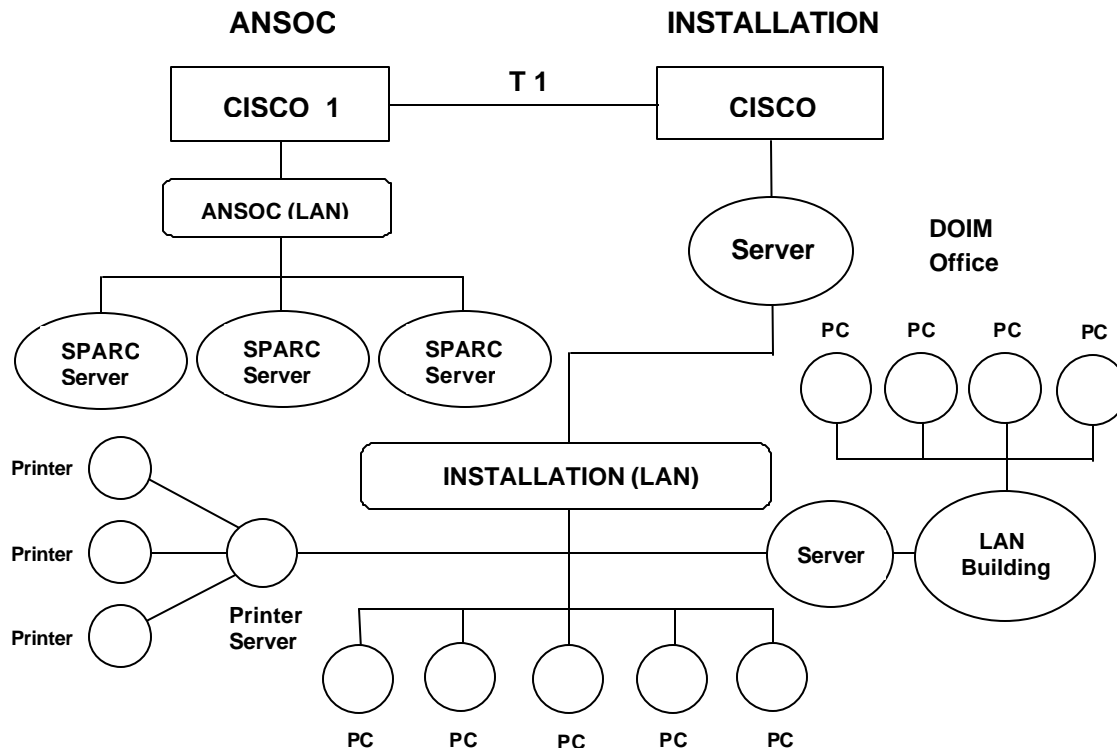 ANSOC
INSTALLATION
T 1
CISCO 1
CISCO
ANSOC (LAN)
Server
DOIM
Office
SPARC
Server
SPARC
Server
SPARC
Server
PC
PC
PC
PC
Printer
INSTALLATION (LAN)
Printer
Server
LAN
Building
Printer
Printer
Server
PC
PC
PC
PC
PC